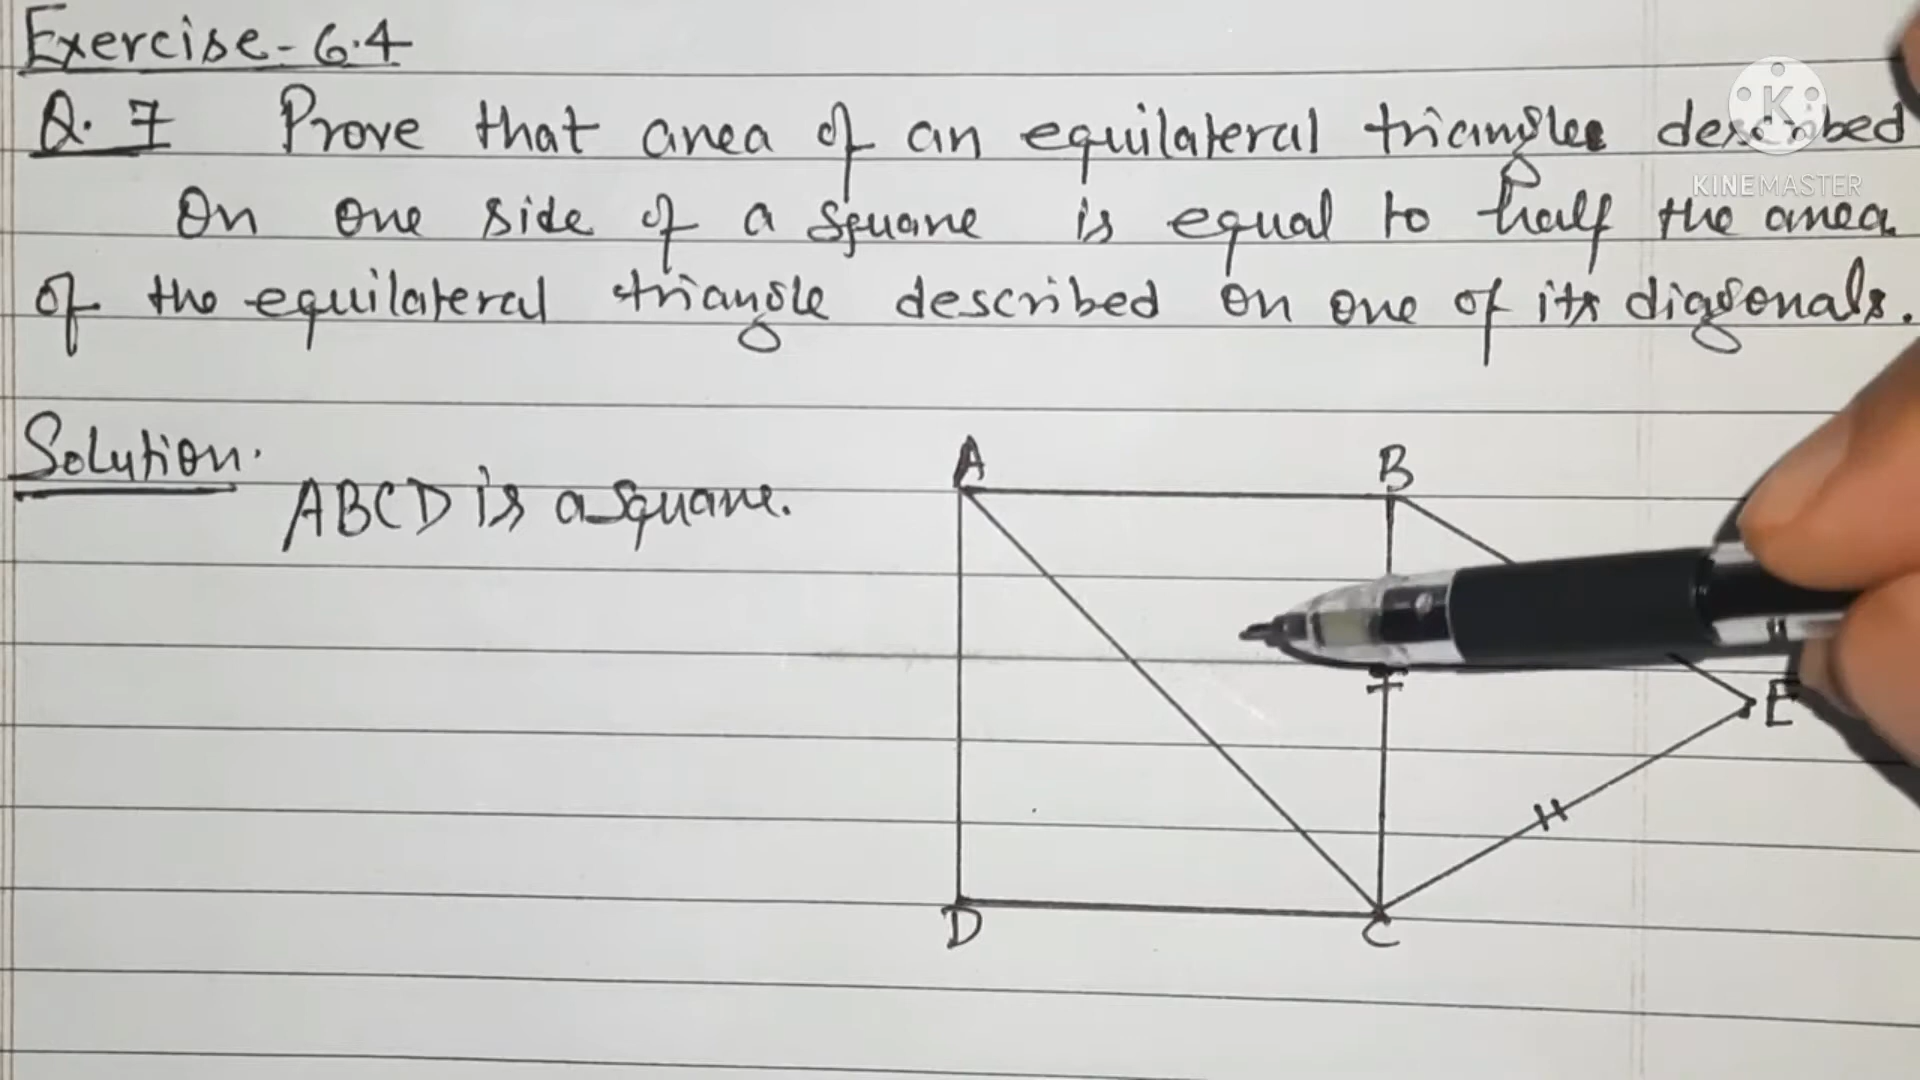 Exercise-6.4
Q.7 Prove that area of an equilateral triangle described
On one side of a square is equal to half the area
of the equilateral triangle described on one of its diagonals.
Solution.
ABCD is a square.
A
B
E
D
C
K
KINEMASTER